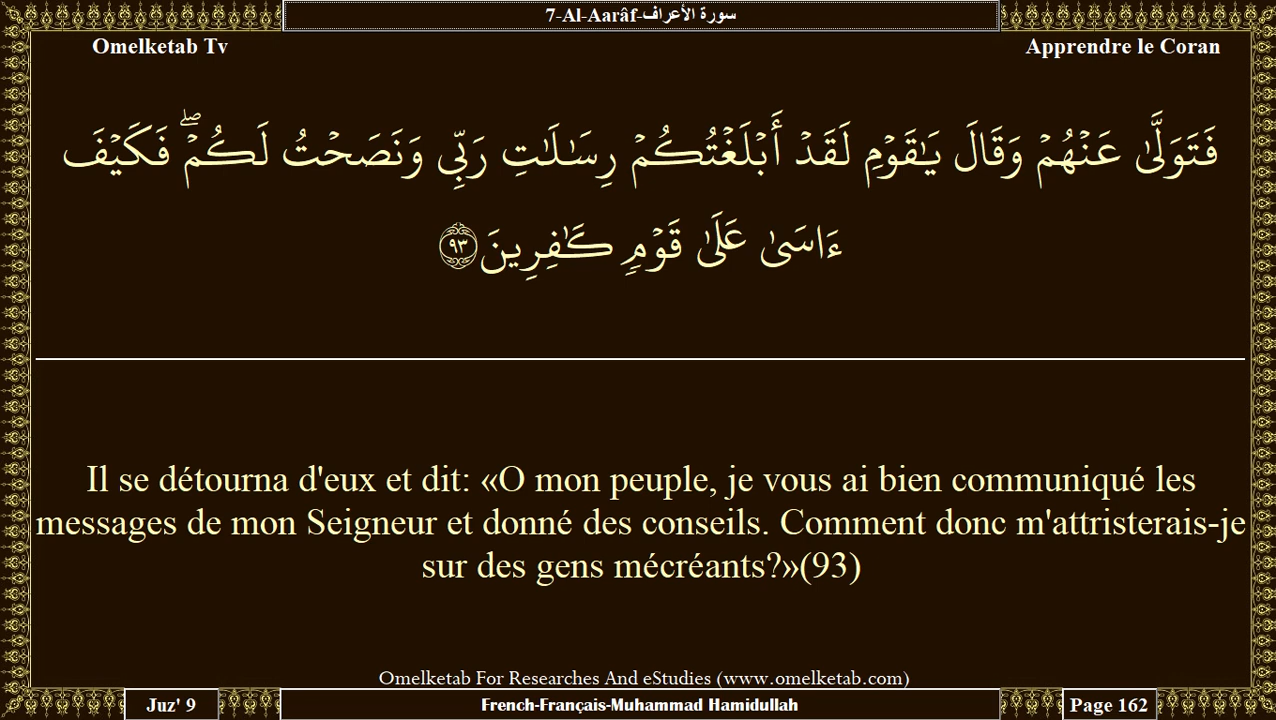 7-Al-Aarâf-سورة الأعراف
Omelketab Tv
Apprendre le Coran
فَتَوَلَّىٰ عَنۡهُمۡ وَقَالَ يَٰقَوۡمِ لَقَدۡ أَبۡلَغۡتُكُمۡ رِسَٰلَٰتِ رَبِّي وَنَصَحۡتُ لَكُمۡۖ فَكَيۡفَ
ءَاسَىٰ عَلَىٰ قَوۡمٖ كَٰفِرِينَ ٩٣
Il se détourna d'eux et dit: «O mon peuple, je vous ai bien communiqué les
messages de mon Seigneur et donné des conseils. Comment donc m'attristerais-je
sur des gens mécréants?»(93)
Omelketab For Researches And eStudies (www.omelketab.com)
Juz' 9
French-Français-Muhammad Hamidullah
Page 162